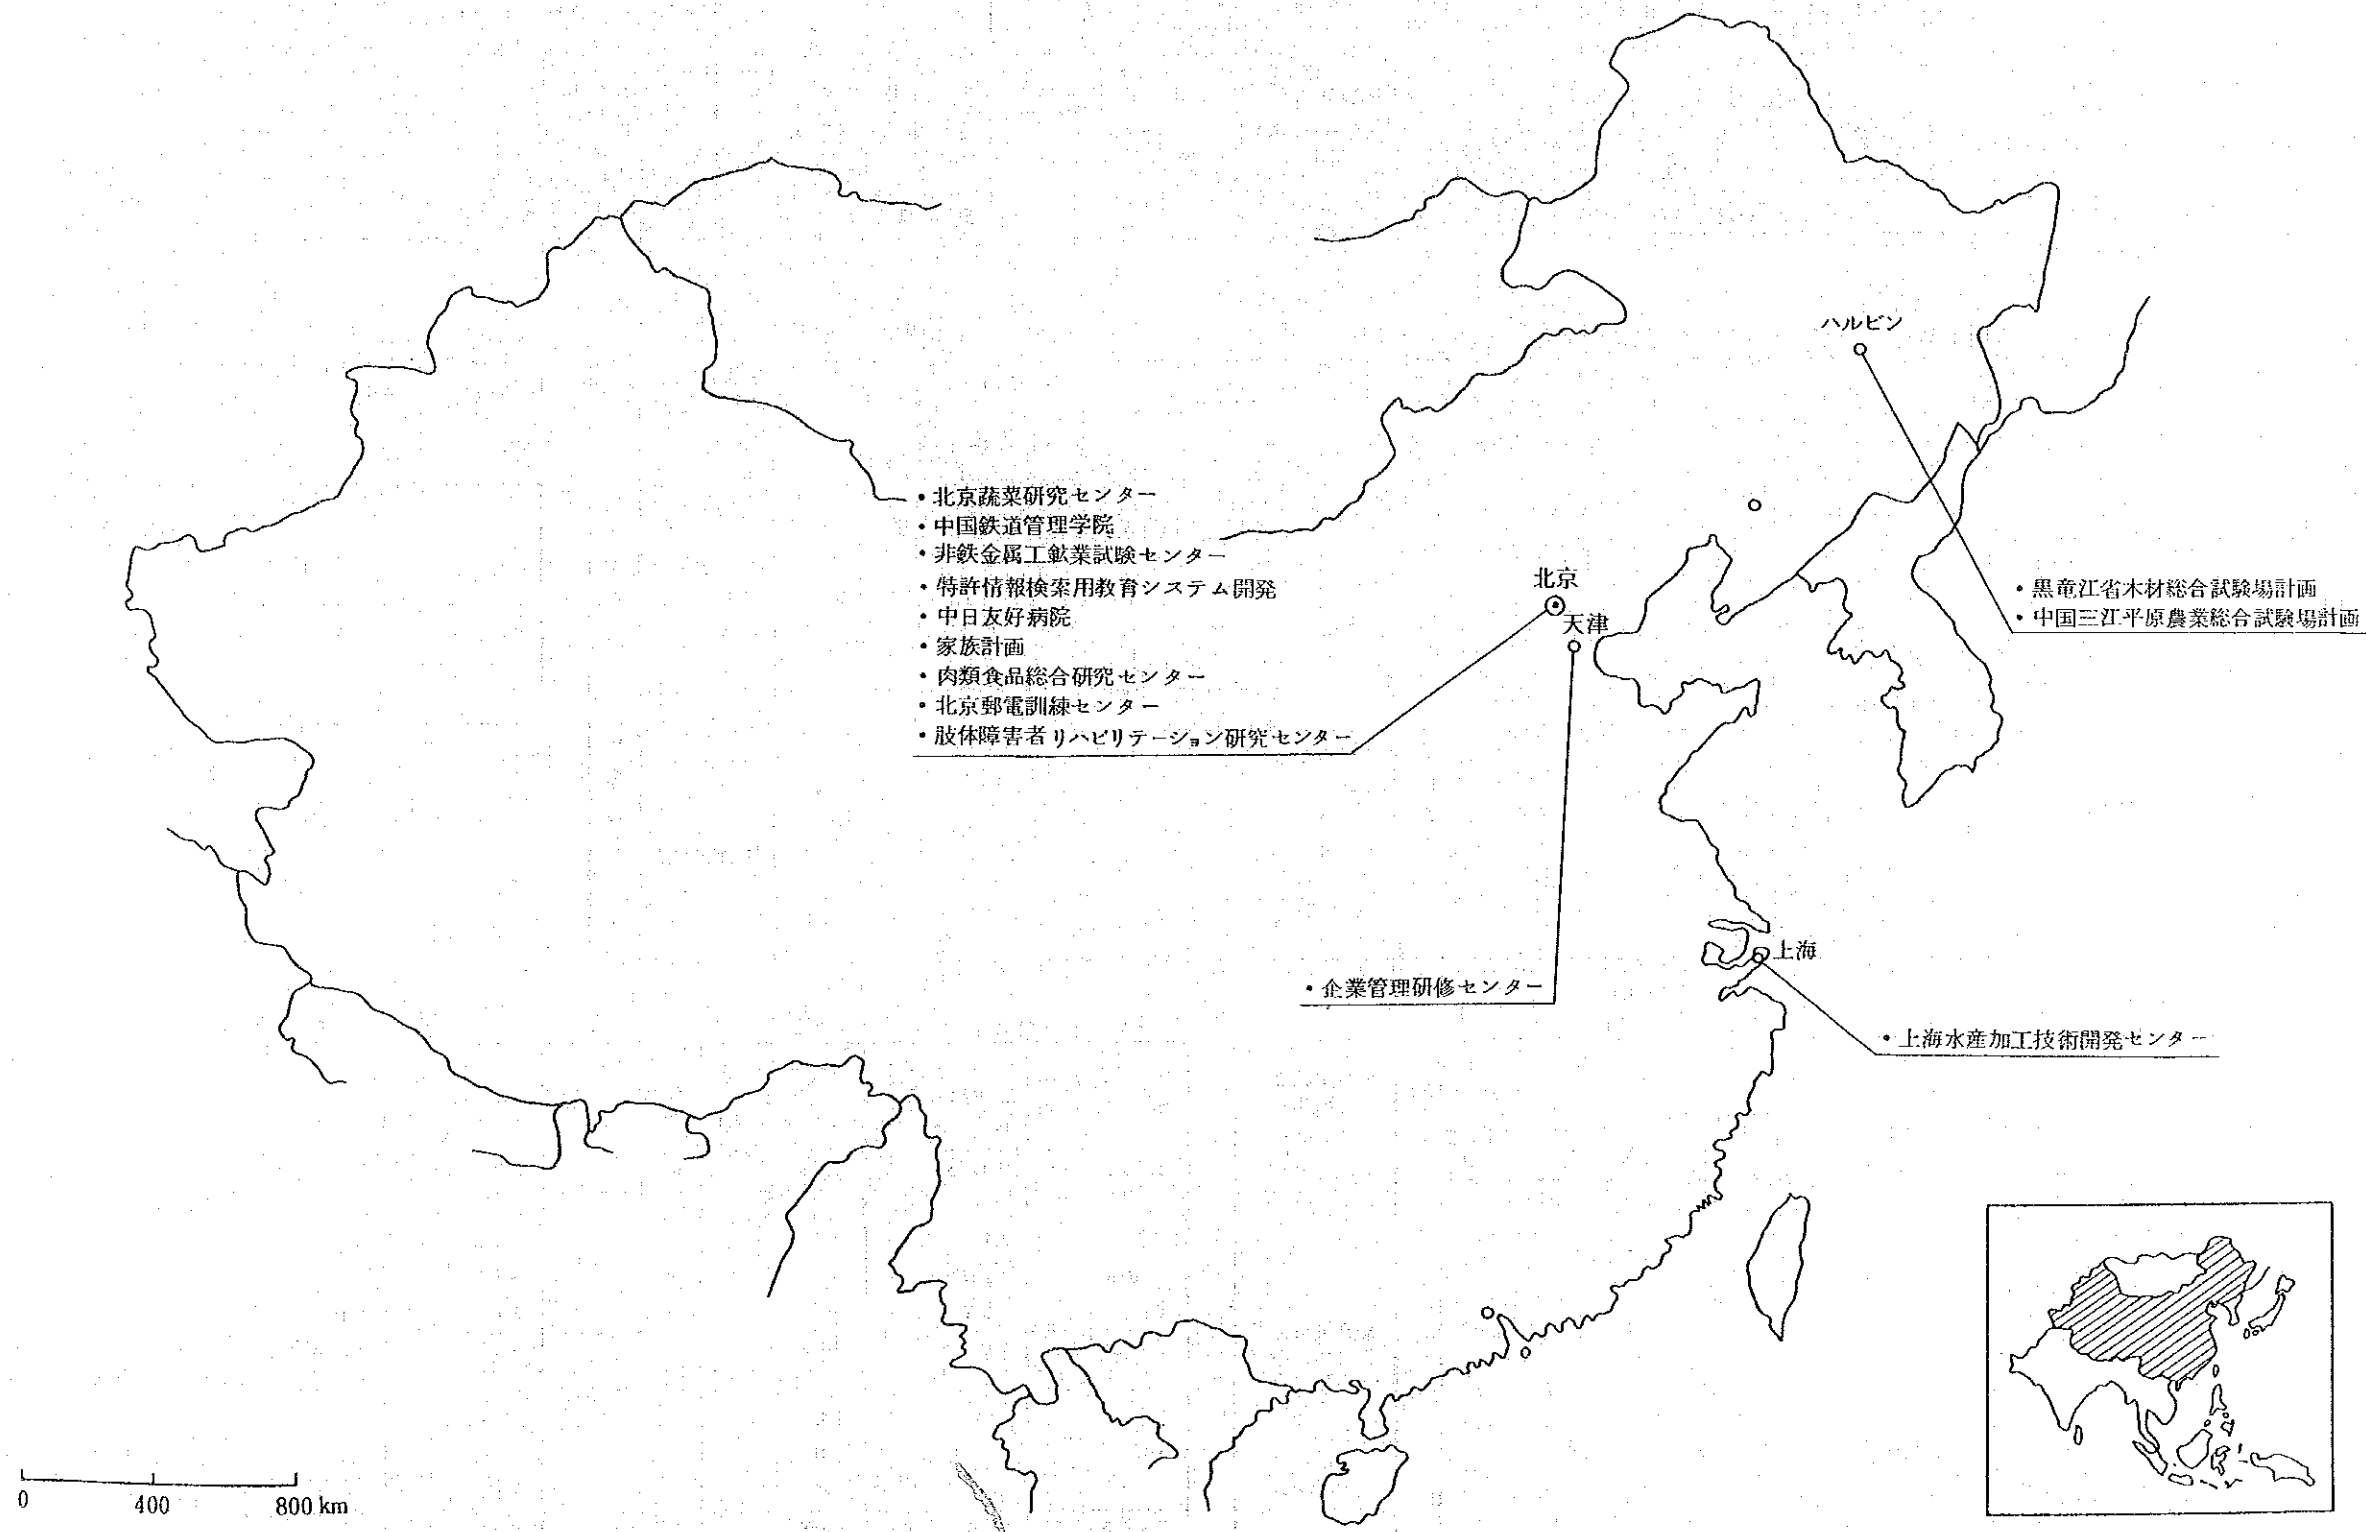 ハルビン
・北京蔬菜研究センター
・中国鉄道管理学院
・非鉄金属工鉱業試験センター
・特許情報検索用教育システム開発
・中日友好病院
・家族計画
・肉類食品総合研究センター
・北京郵電訓練センター
・肢体障害者リハビリテーション研究センター
北京
天津
・黒竜江省木材総合試験場計画
・中国三江平原農業総合試験場計画
上海
・企業管理研修センター
・上海水産加工技術開発センター
0 400 800 km